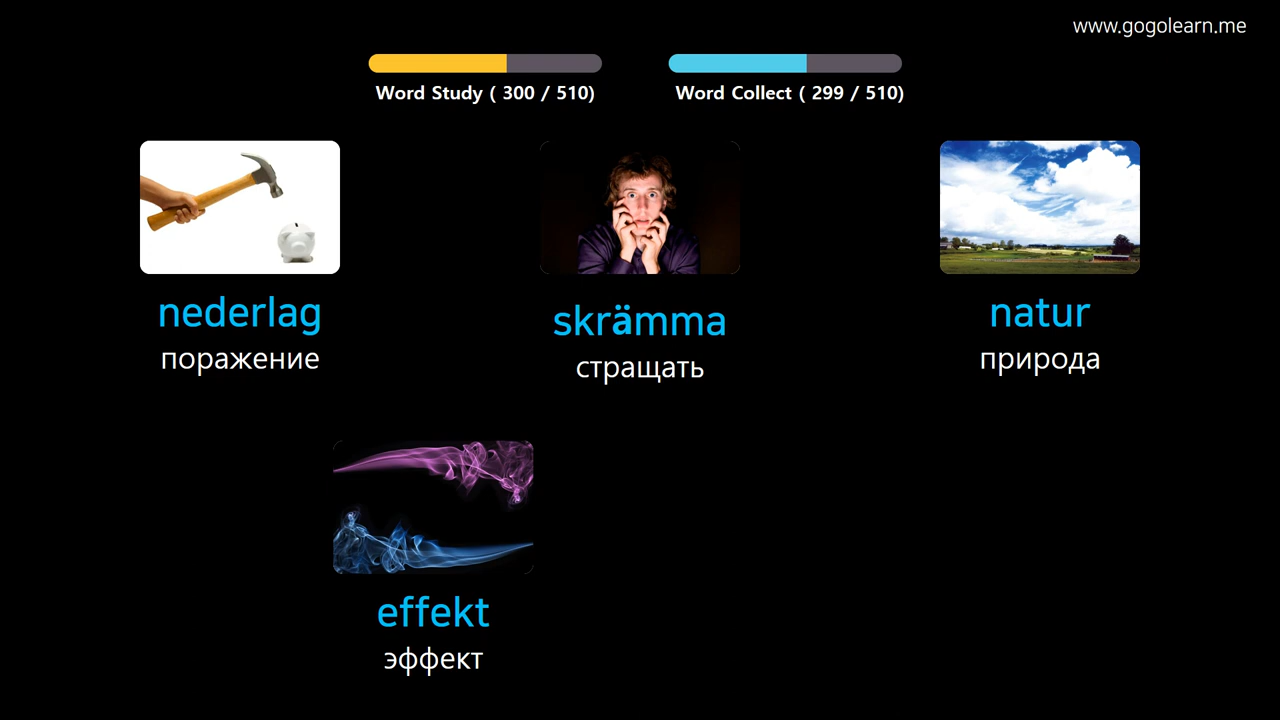 www.gogolearn.me
Word Study ( 300 / 510)
Word Collect ( 299 / 510)
nederlag
поражение
skrämma
стращать
natur
природа
effekt
эффект